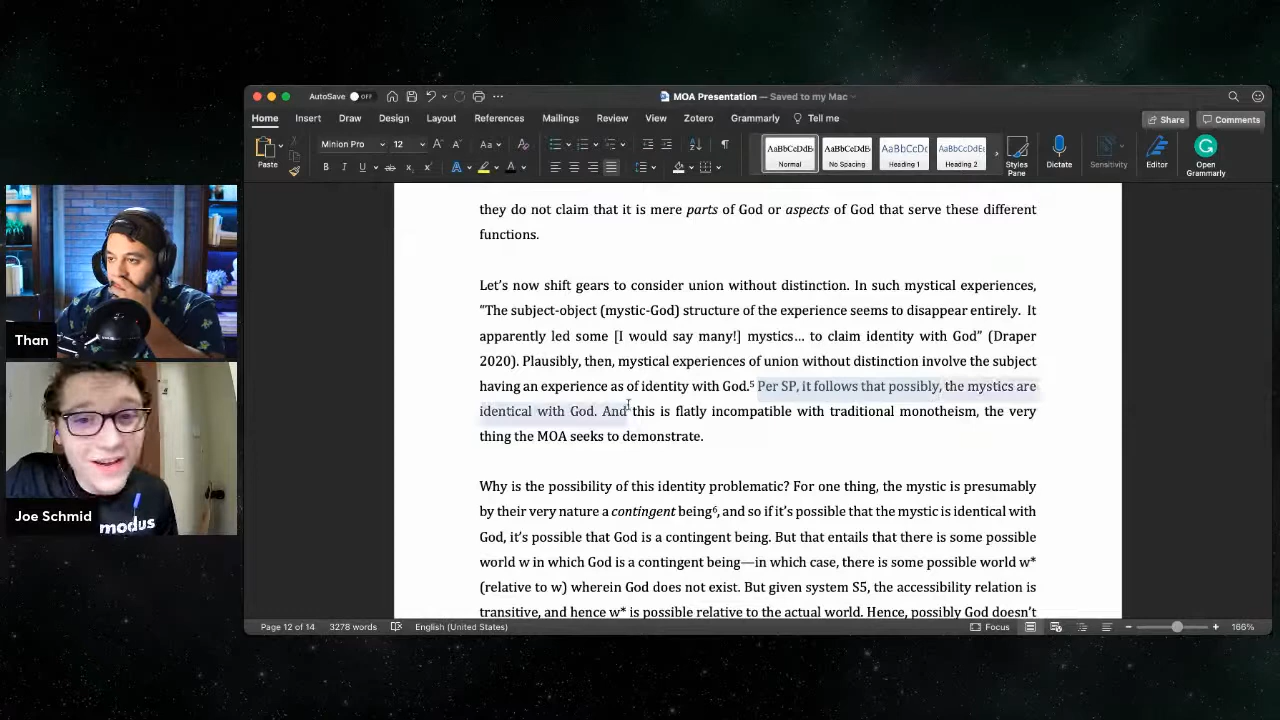 AutoSave OFF
MOA Presentation — Saved to my Mac
Home Insert Draw Design Layout References Mailings Review View Zotero Grammarly Tell me
Share Comments
Paste
Minion Pro 12
AaBbCcDdE AaBbCcDdE AaBbCcDc AaBbCcDdE
Normal No Spacing Heading 1 Heading 2
Styles Pane
Dictate
Sensitivity
Editor
Open Grammarly
they do not claim that it is mere parts of God or aspects of God that serve these different
functions.
Let's now shift gears to consider union without distinction. In such mystical experiences,
“The subject-object (mystic-God) structure of the experience seems to disappear entirely. It
apparently led some [I would say many!] mystics… to claim identity with God” (Draper
2020). Plausibly, then, mystical experiences of union without distinction involve the subject
having an experience as of identity with God.⁵ Per SP, it follows that possibly, the mystics are
identical with God. And this is flatly incompatible with traditional monotheism, the very
thing the MOA seeks to demonstrate.
Why is the possibility of this identity problematic? For one thing, the mystic is presumably
by their very nature a contingent being⁶, and so if it's possible that the mystic is identical with
God, it's possible that God is a contingent being. But that entails that there is some possible
world w in which God is a contingent being—in which case, there is some possible world w*
(relative to w) wherein God does not exist. But given system S5, the accessibility relation is
transitive, and hence w* is possible relative to the actual world. Hence, possibly God doesn't
Page 12 of 14 3278 words English (United States) Focus 166%
Than
Joe Schmid
modus